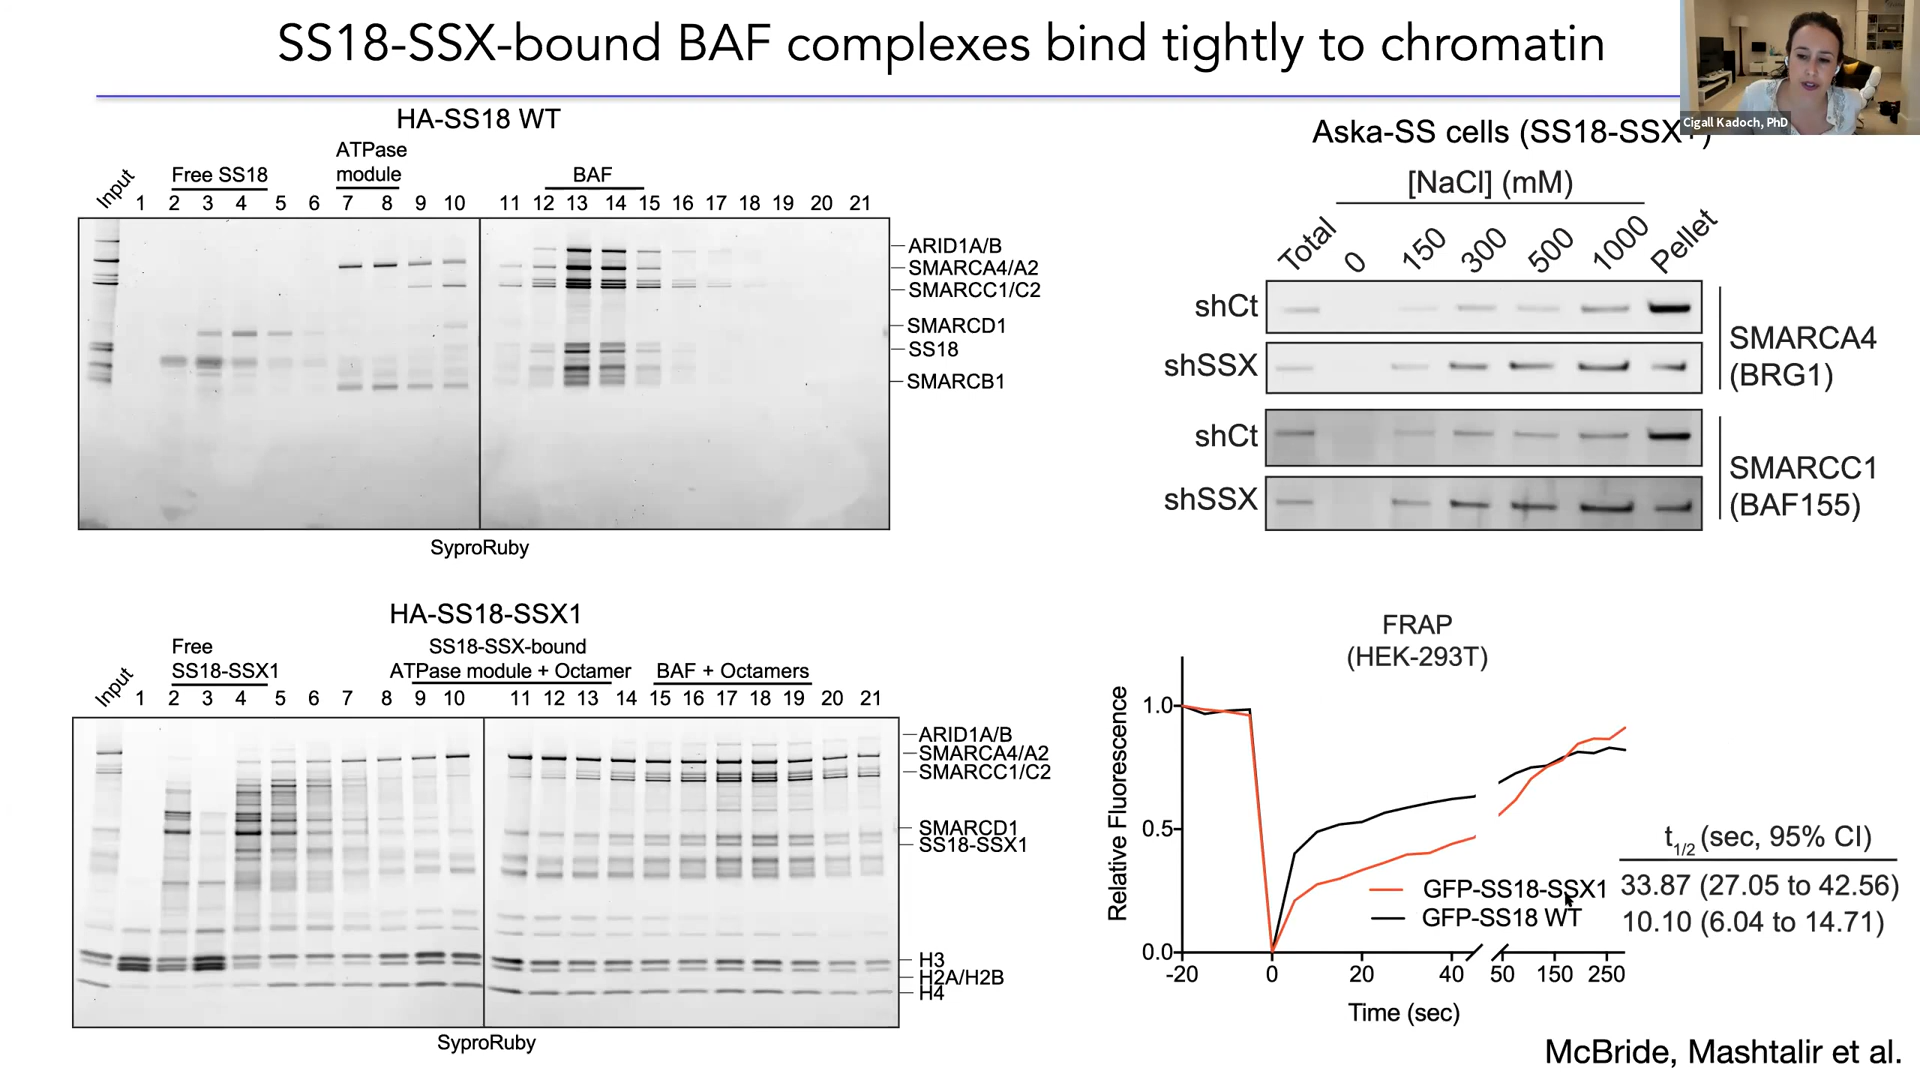 SS18-SSX-bound BAF complexes bind tightly to chromatin
Cigall Kadoch, PhD
HA-SS18 WT
ATPase
module
Free SS18
BAF
Input 1 2 3 4 5 6 7 8 9 10 11 12 13 14 15 16 17 18 19 20 21
ARID1A/B
SMARCA4/A2
SMARCC1/C2
SMARCD1
SS18
SMARCB1
SyproRuby
HA-SS18-SSX1
Free
SS18-SSX1
SS18-SSX-bound
ATPase module + Octamer
BAF + Octamers
Input 1 2 3 4 5 6 7 8 9 10 11 12 13 14 15 16 17 18 19 20 21
ARID1A/B
SMARCA4/A2
SMARCC1/C2
SMARCD1
SS18-SSX1
H3
H2A/H2B
H4
SyproRuby
Aska-SS cells (SS18-SSX1)
[NaCl] (mM)
Total 0 150 300 500 1000 Pellet
shCt
shSSX
SMARCA4
(BRG1)
shCt
shSSX
SMARCC1
(BAF155)
FRAP
(HEK-293T)
Relative Fluorescence
1.0
0.5
0.0
-20 0 20 40 50 150 250
Time (sec)
t1/2 (sec, 95% CI)
GFP-SS18-SSX1 33.87 (27.05 to 42.56)
GFP-SS18 WT 10.10 (6.04 to 14.71)
McBride, Mashtalir et al.